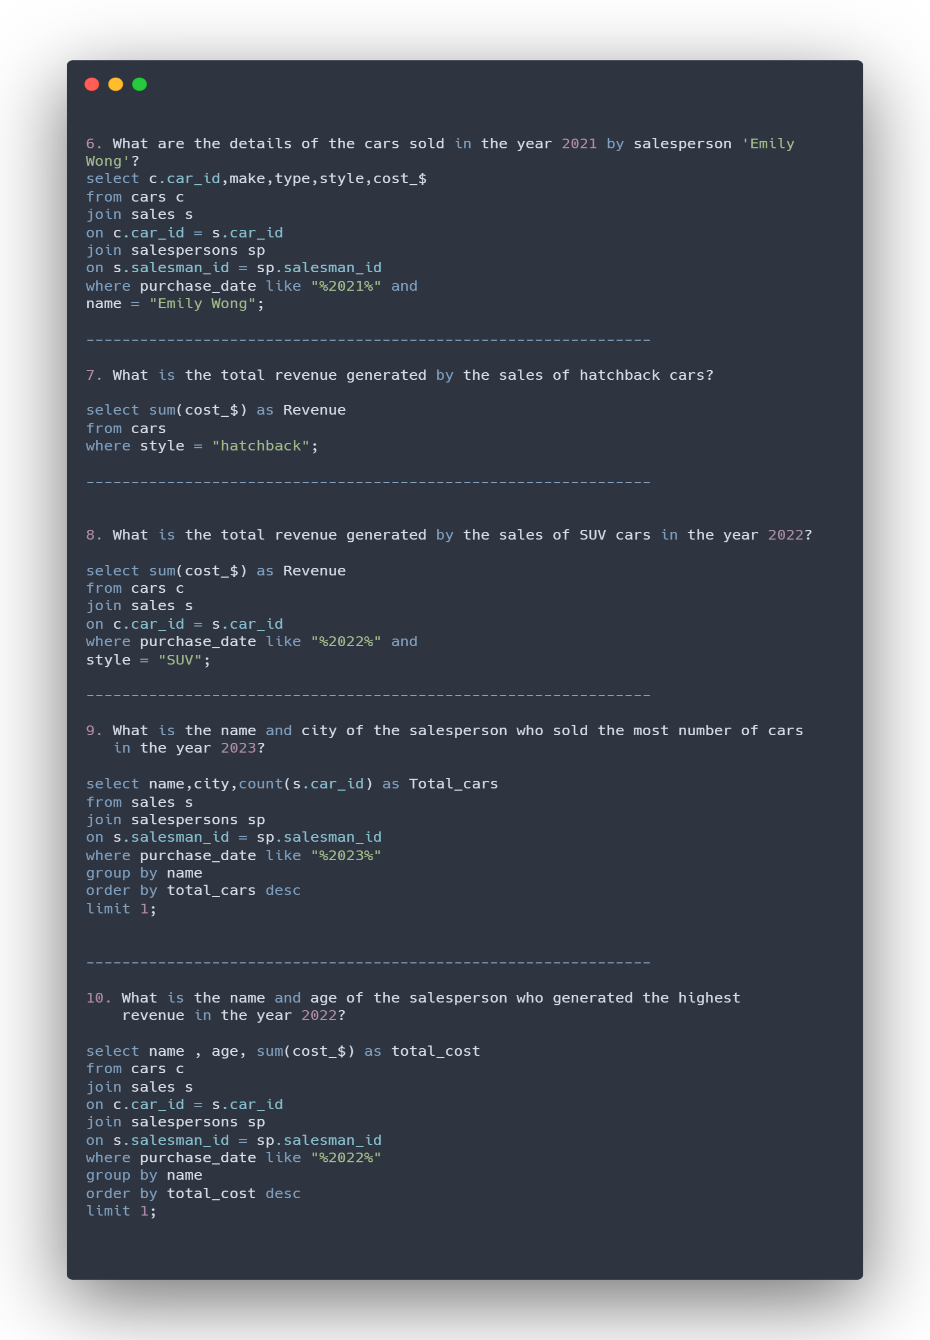 6. What are the details of the cars sold in the year 2021 by salesperson 'Emily
Wong'?
select c.car_id,make,type,style,cost_$
from cars c
join sales s
on c.car_id = s.car_id
join salespersons sp
on s.salesman_id = sp.salesman_id
where purchase_date like "%2021%" and
name = "Emily Wong";
---------------------------------------------------------------
7. What is the total revenue generated by the sales of hatchback cars?
select sum(cost_$) as Revenue
from cars
where style = "hatchback";
---------------------------------------------------------------
8. What is the total revenue generated by the sales of SUV cars in the year 2022?
select sum(cost_$) as Revenue
from cars c
join sales s
on c.car_id = s.car_id
where purchase_date like "%2022%" and
style = "SUV";
---------------------------------------------------------------
9. What is the name and city of the salesperson who sold the most number of cars
in the year 2023?
select name,city,count(s.car_id) as Total_cars
from sales s
join salespersons sp
on s.salesman_id = sp.salesman_id
where purchase_date like "%2023%"
group by name
order by total_cars desc
limit 1;
---------------------------------------------------------------
10. What is the name and age of the salesperson who generated the highest
revenue in the year 2022?
select name , age, sum(cost_$) as total_cost
from cars c
join sales s
on c.car_id = s.car_id
join salespersons sp
on s.salesman_id = sp.salesman_id
where purchase_date like "%2022%"
group by name
order by total_cost desc
limit 1;